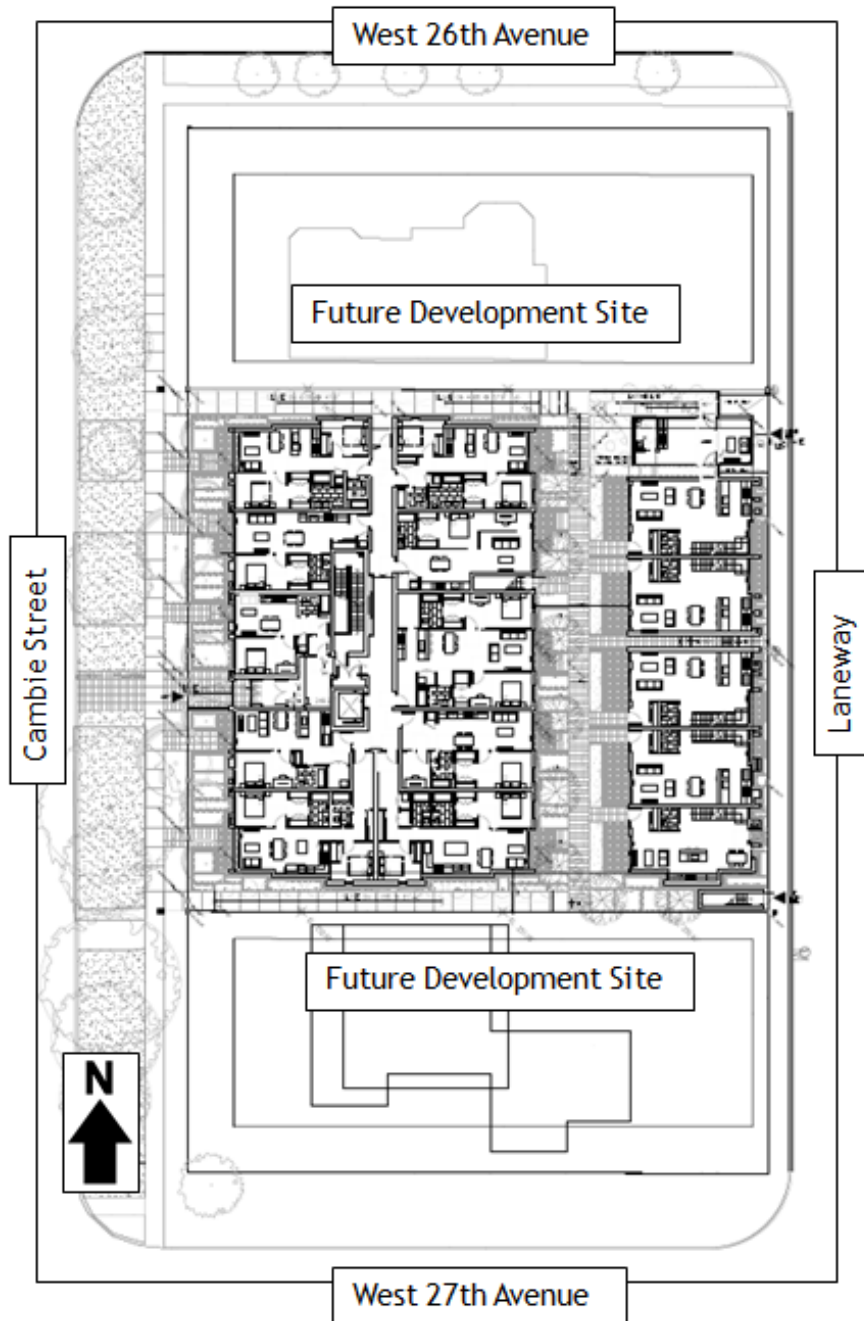 West 26th Avenue
Future Development Site
Cambie Street
Laneway
Future Development Site
N
West 27th Avenue